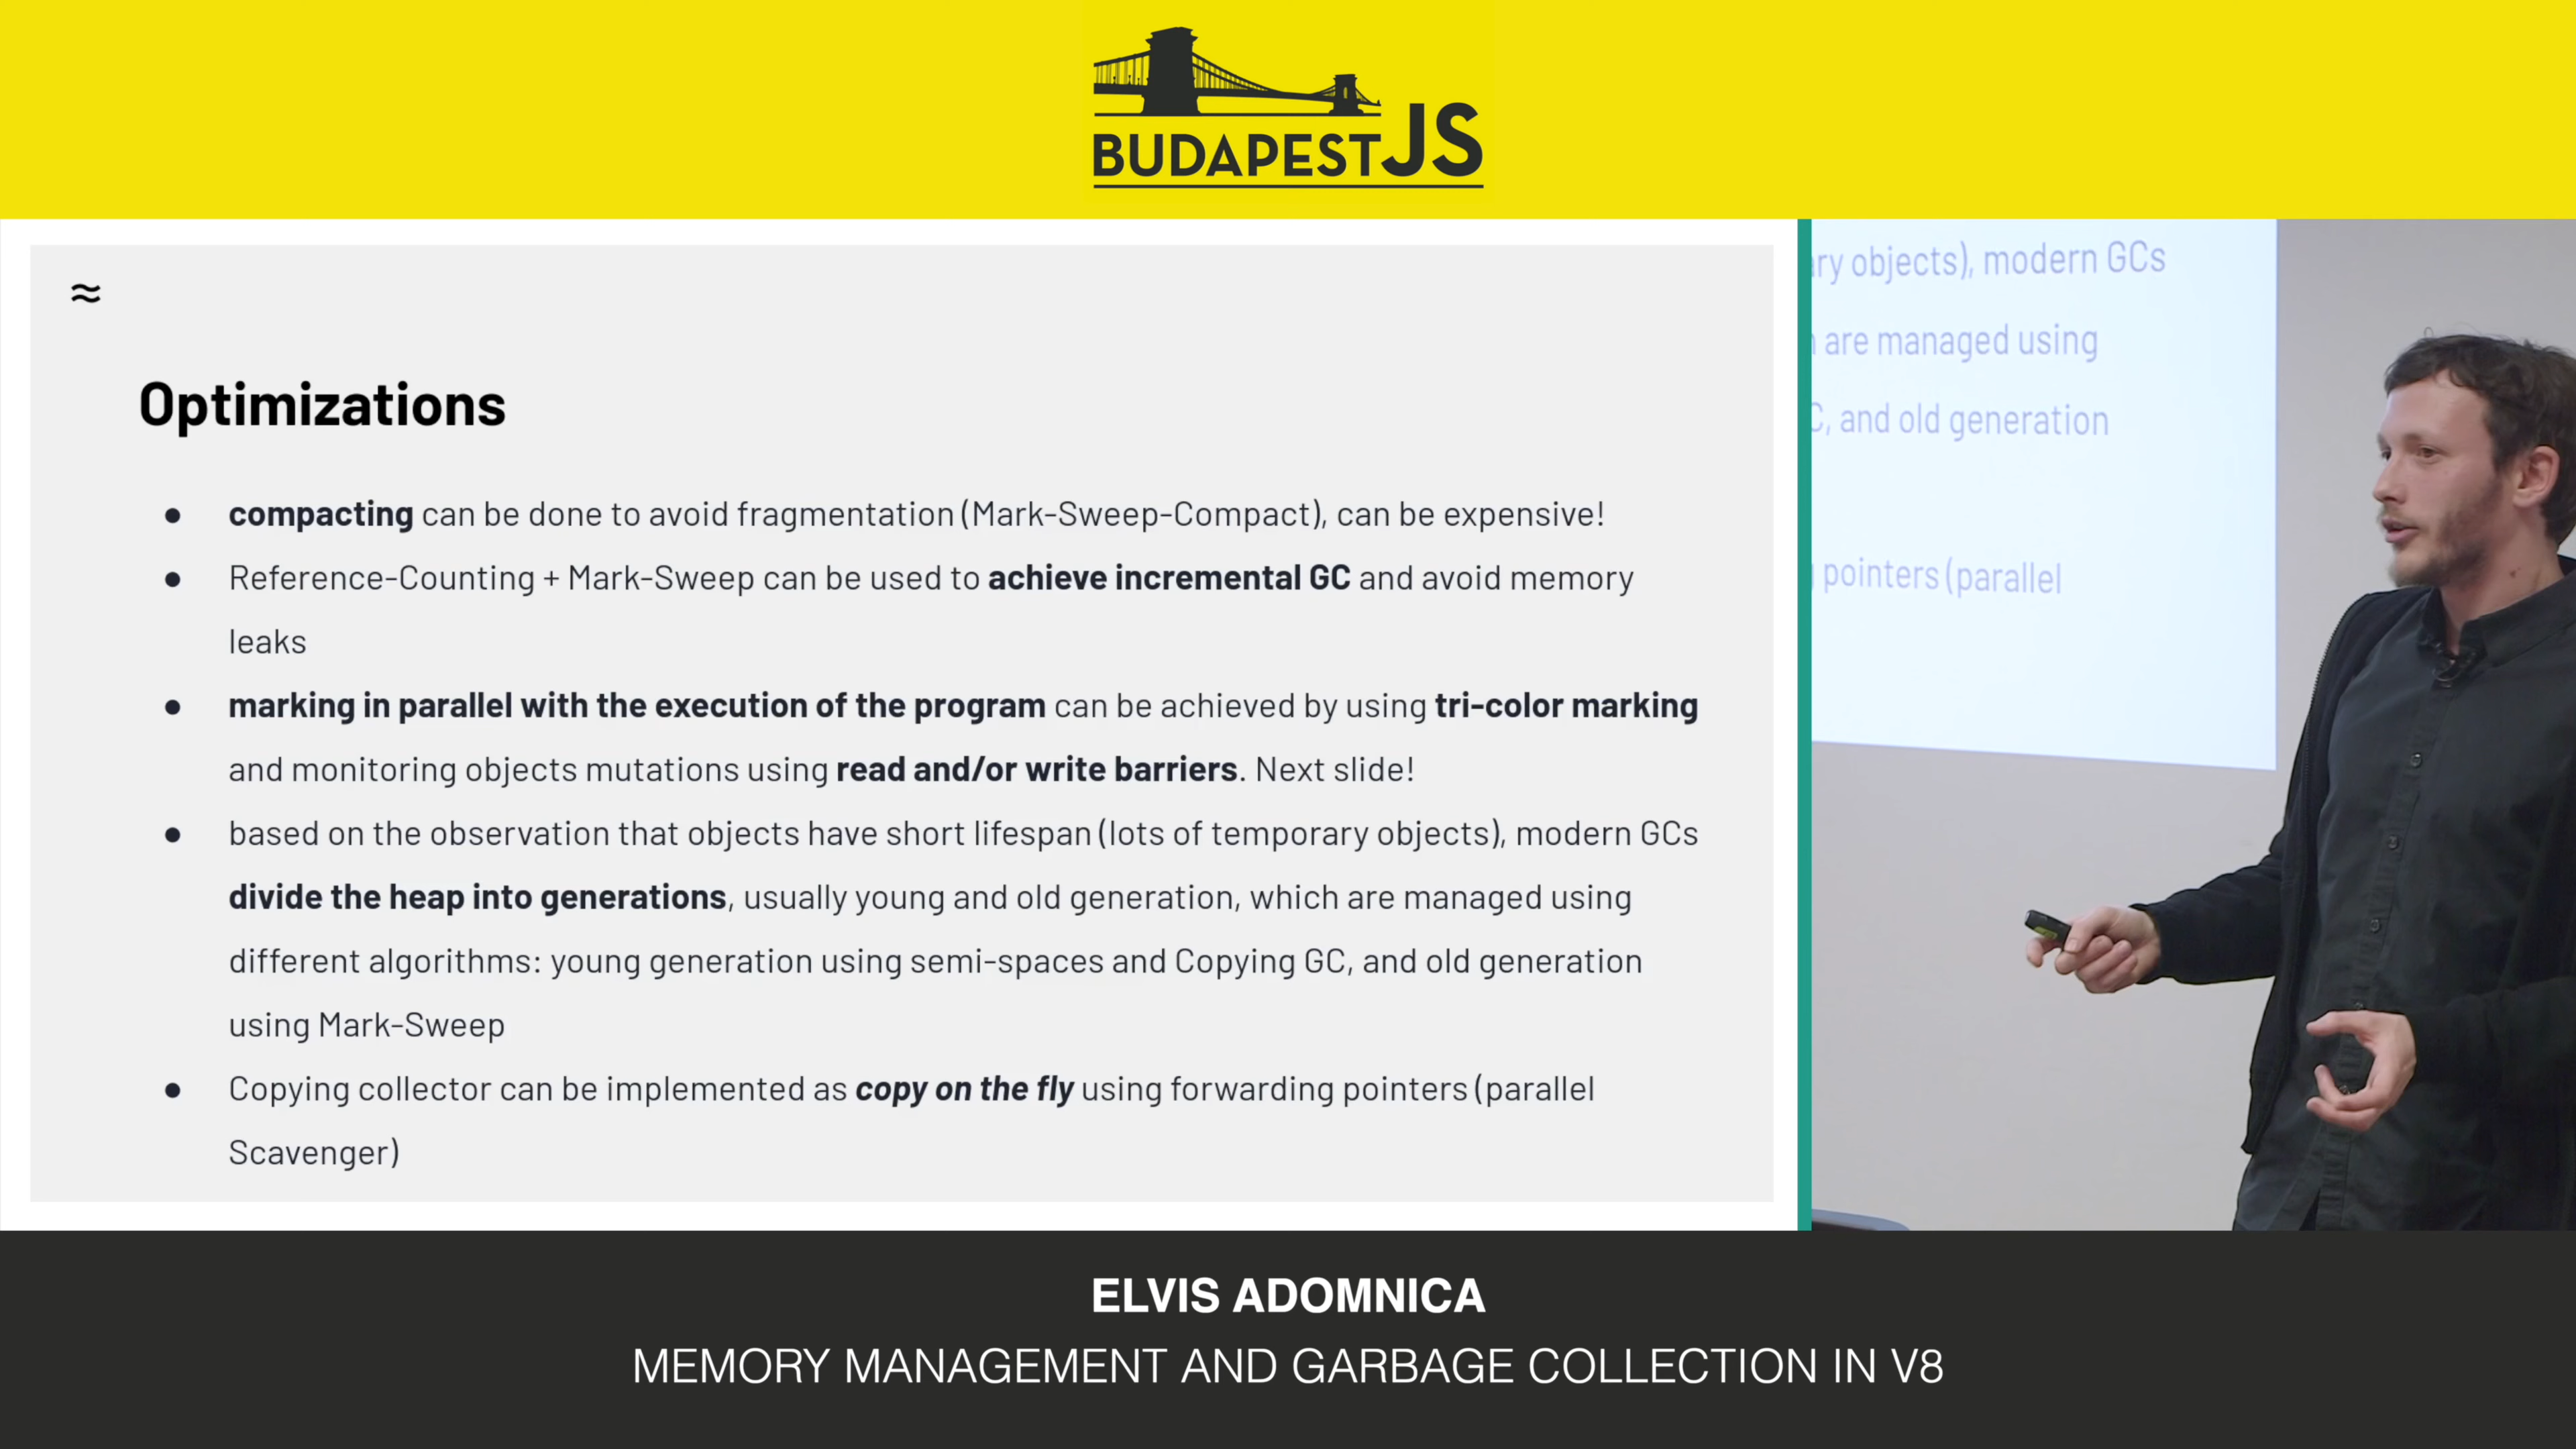 BUDAPESTJS
≈
Optimizations
● compacting can be done to avoid fragmentation (Mark-Sweep-Compact), can be expensive!
● Reference-Counting + Mark-Sweep can be used to achieve incremental GC and avoid memory
leaks
● marking in parallel with the execution of the program can be achieved by using tri-color marking
and monitoring objects mutations using read and/or write barriers. Next slide!
● based on the observation that objects have short lifespan (lots of temporary objects), modern GCs
divide the heap into generations, usually young and old generation, which are managed using
different algorithms: young generation using semi-spaces and Copying GC, and old generation
using Mark-Sweep
● Copying collector can be implemented as copy on the fly using forwarding pointers (parallel
Scavenger)
ry objects), modern GCs
are managed using
C, and old generation
pointers (parallel
ELVIS ADOMNICA
MEMORY MANAGEMENT AND GARBAGE COLLECTION IN V8